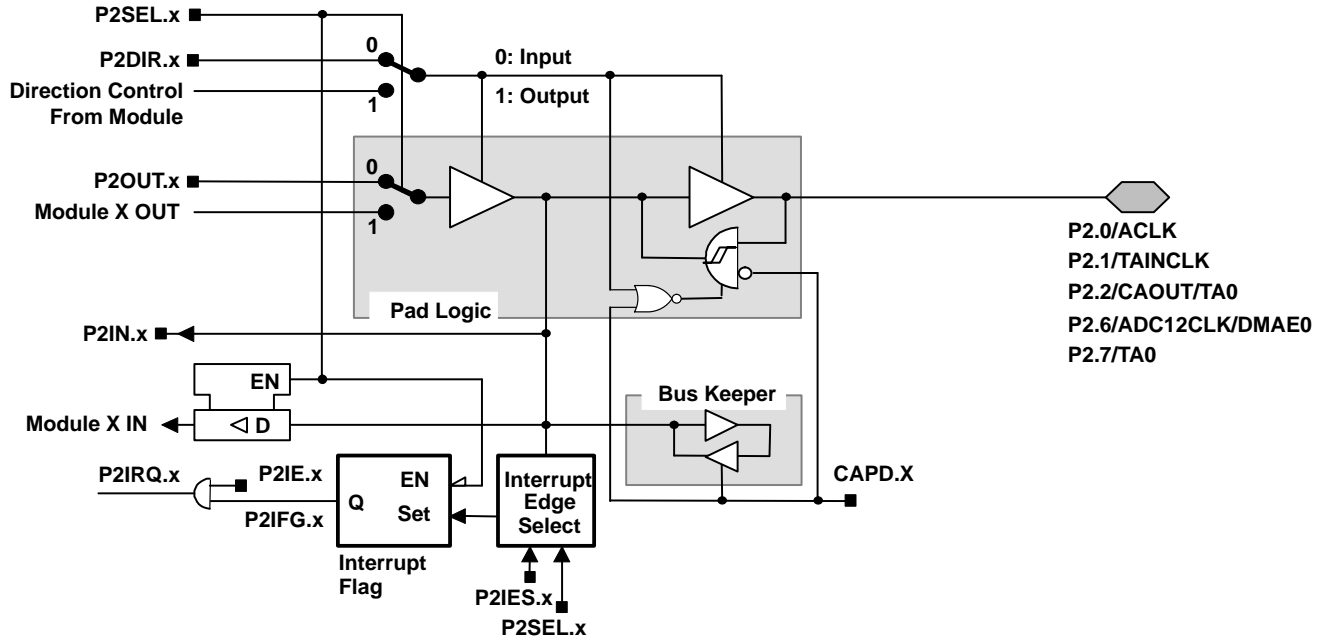 P2SEL.x
P2DIR.x
0
0: Input
Direction Control
From Module
1
1: Output
P2OUT.x
0
Module X OUT
1
P2.0/ACLK
P2.1/TAINCLK
P2.2/CAOUT/TA0
P2.6/ADC12CLK/DMAE0
P2.7/TA0
Pad Logic
P2IN.x
EN
Bus Keeper
Module X IN
D
P2IRQ.x
P2IE.x
P2IFG.x
Q
EN
Set
Interrupt
Edge
Select
CAPD.X
Interrupt
Flag
P2IES.x
P2SEL.x